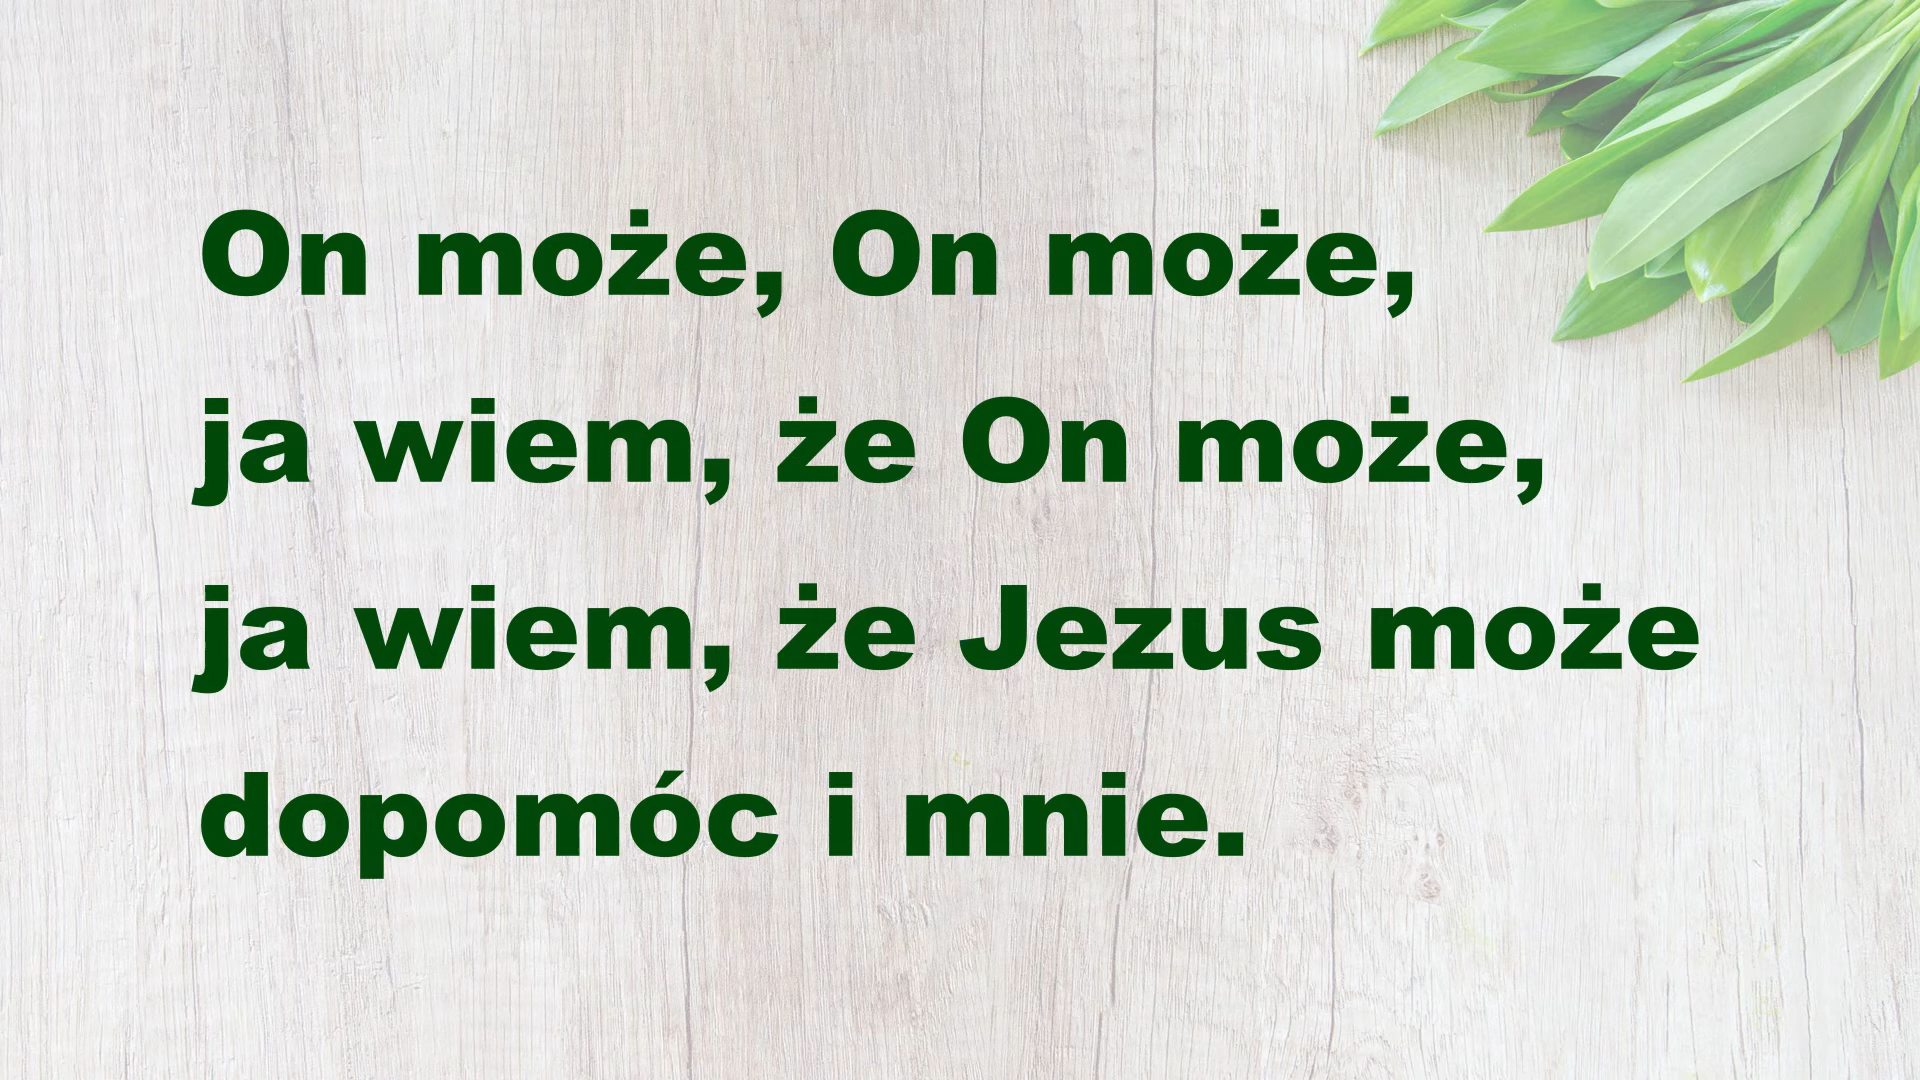 On może, On może,
ja wiem, że On może,
ja wiem, że Jezus może
dopomóc i mnie.